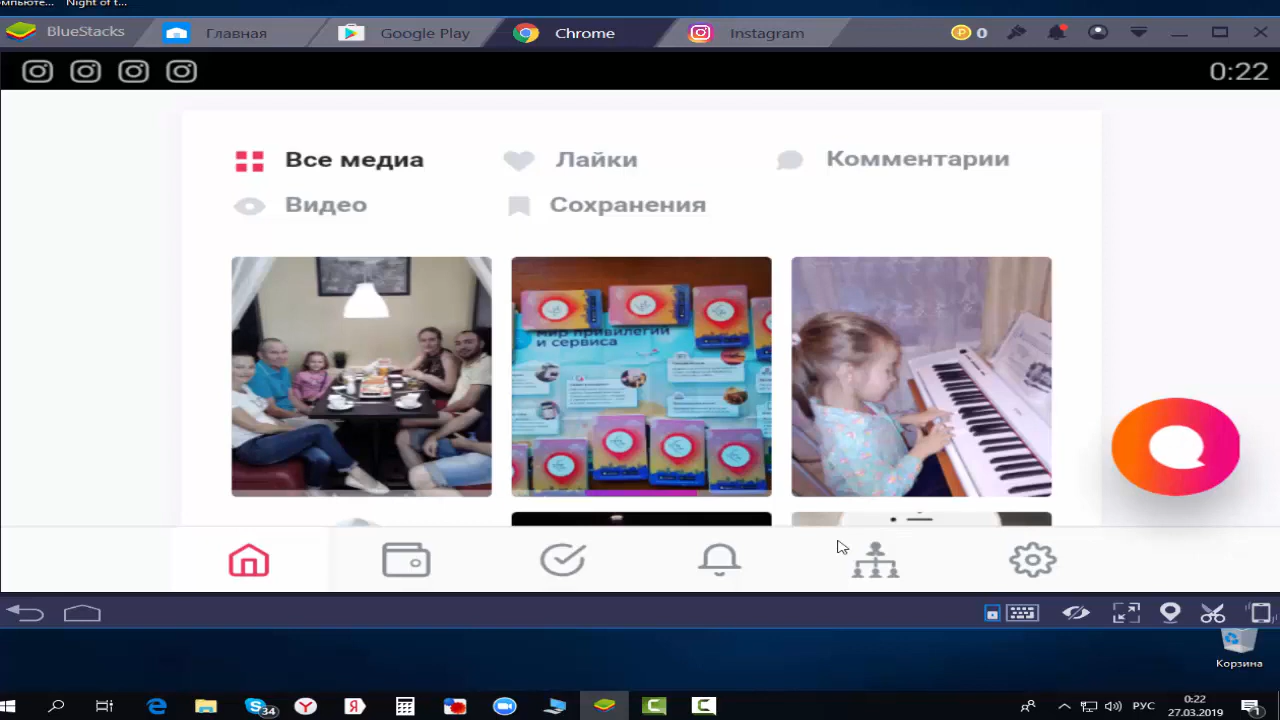 мпьюте... Night of t...
BlueStacks Главная Google Play Chrome Instagram 0
0:22
Все медиа Лайки Комментарии
Видео Сохранения
Мир привилегий
и сервиса
Корзина
34
0:22
РУС
27.03.2019
1